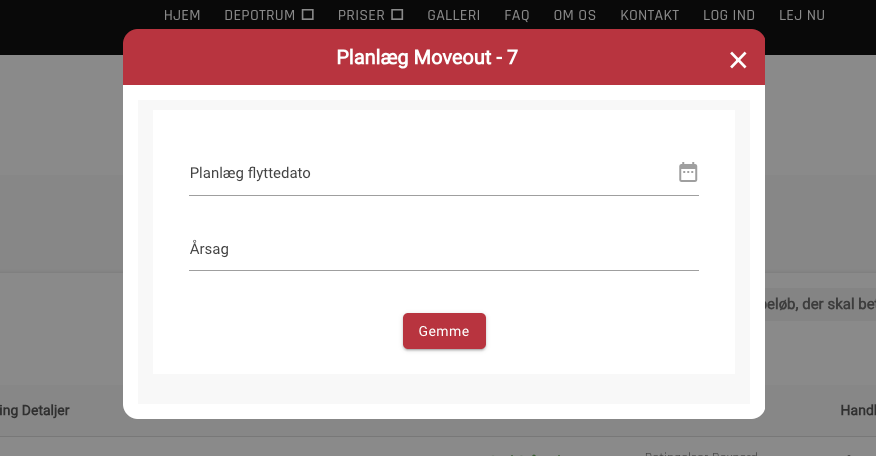 HJEM DEPOTRUM PRISER GALLERI FAQ OM OS KONTAKT LOG IND LEJ NU
Planlæg Moveout - 7
Planlæg flyttedato
Årsag
beløb, der skal bet
Gemme
ing Detaljer Handl